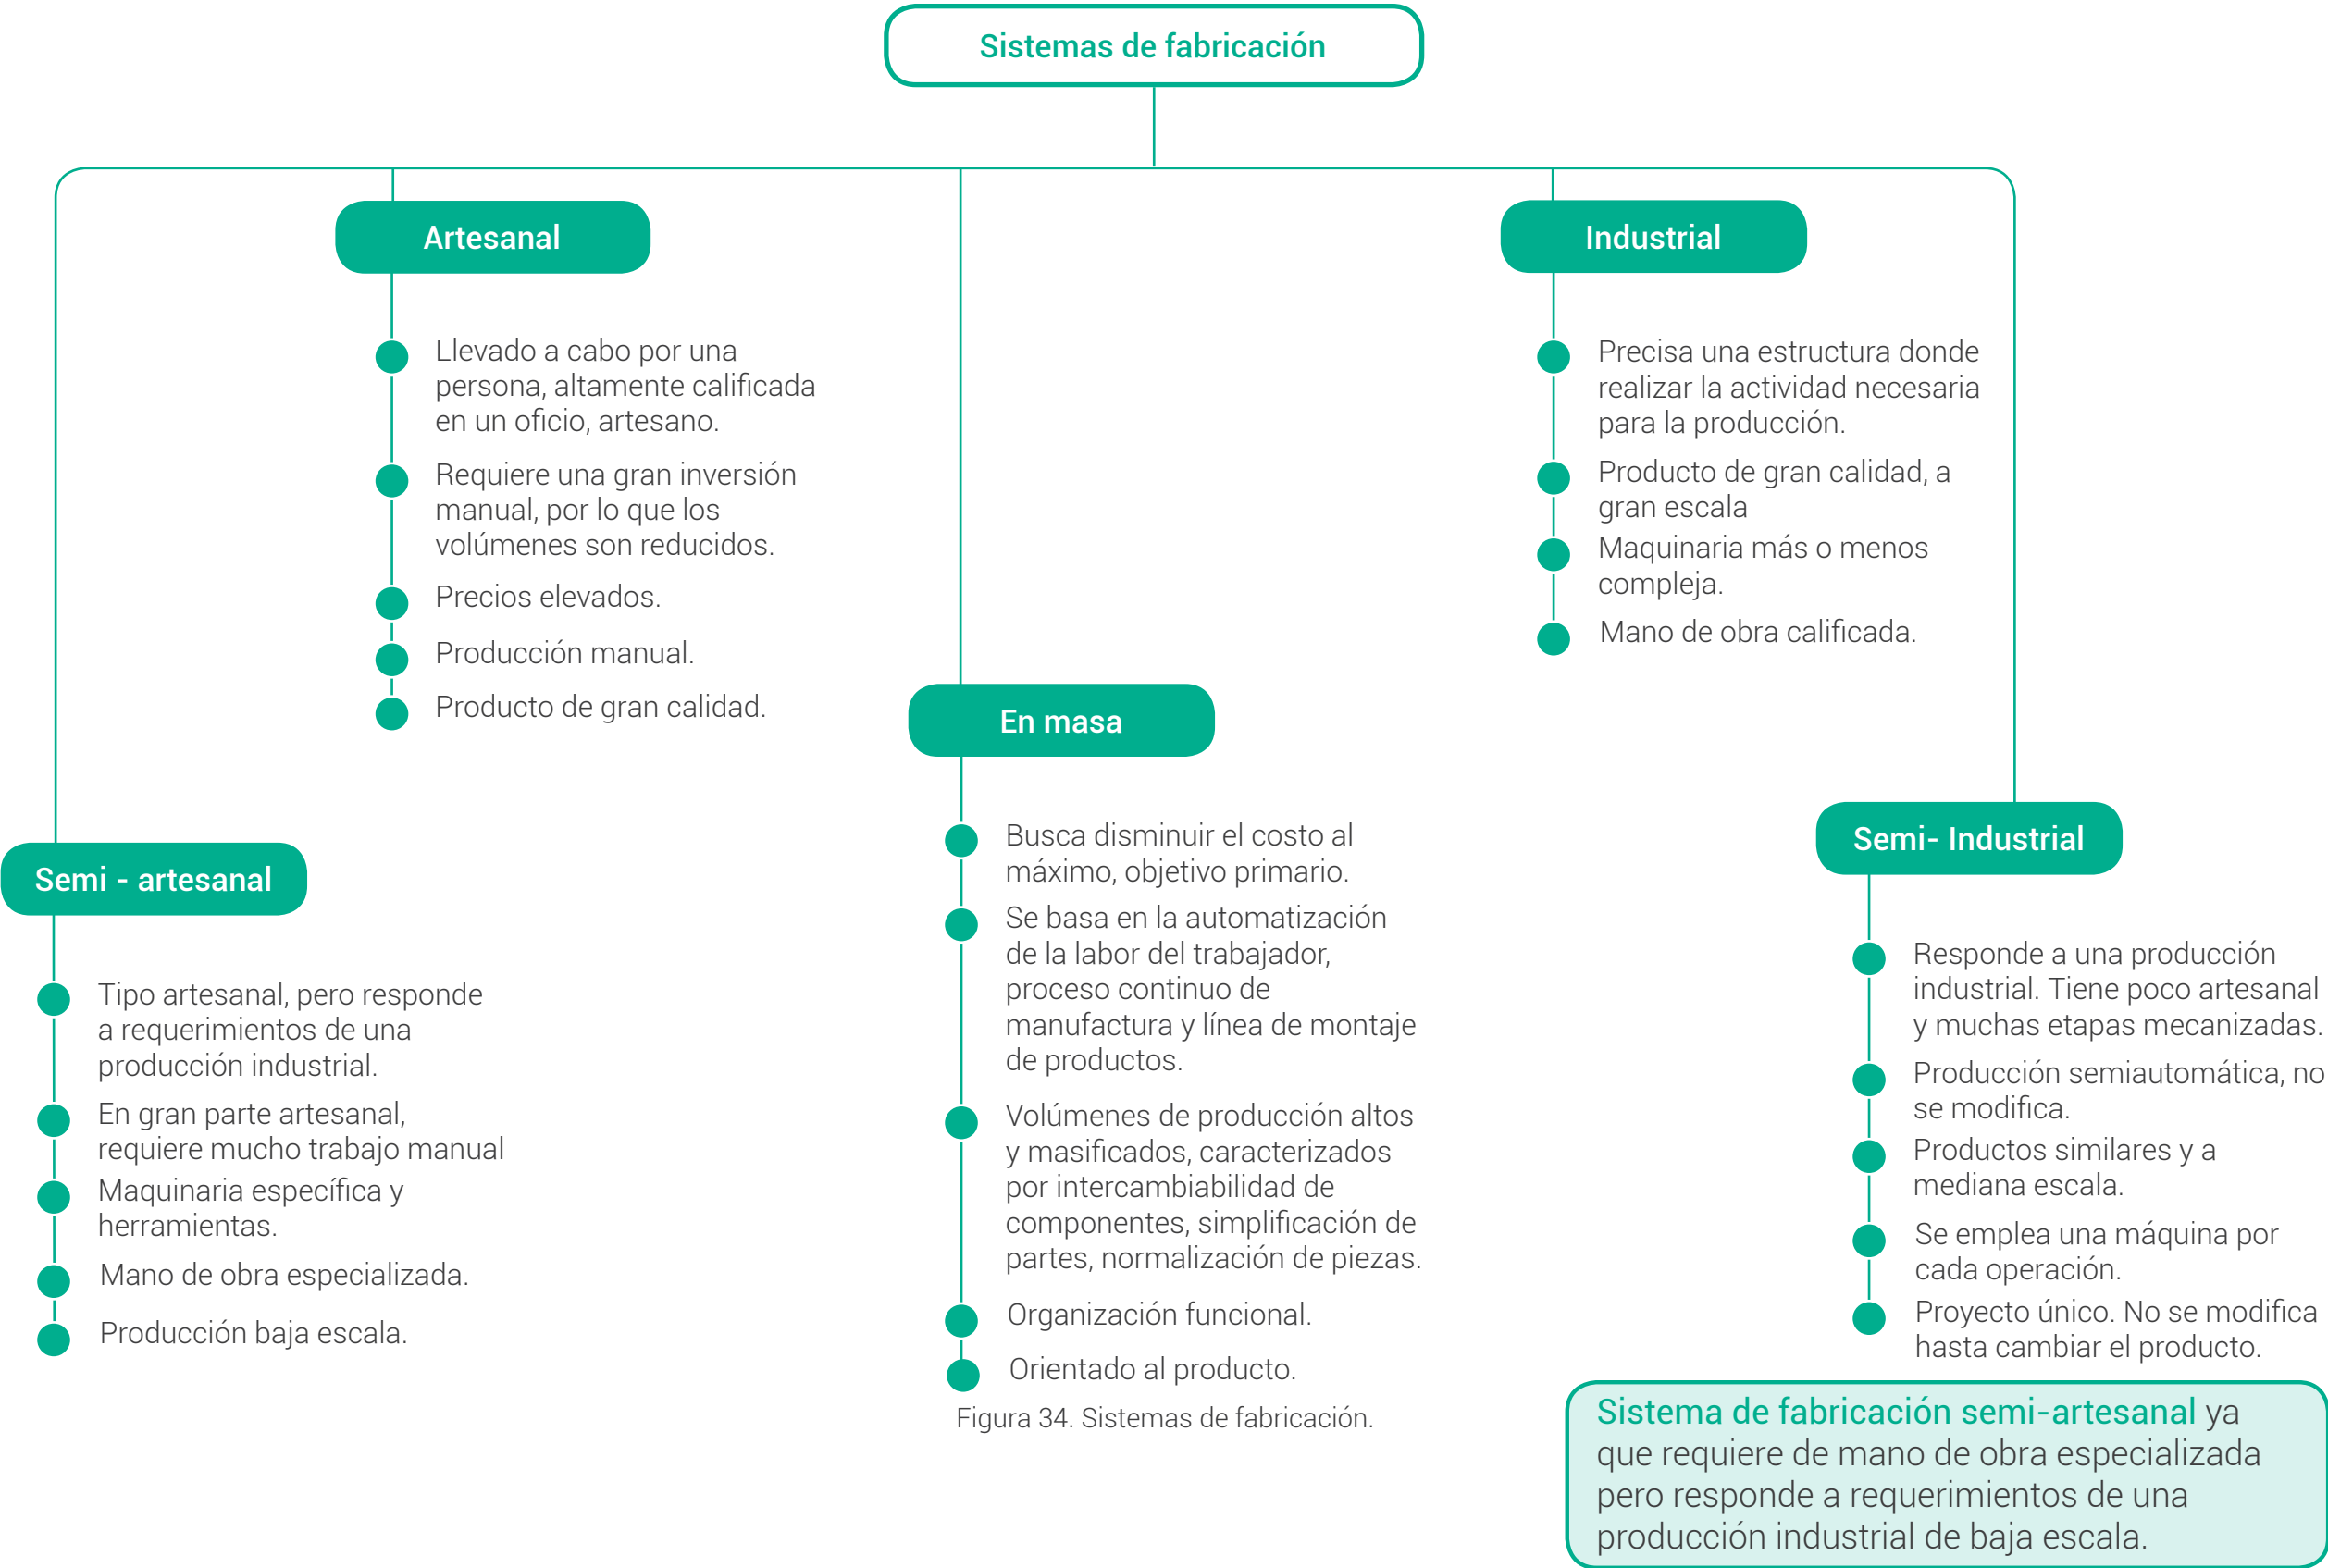 Sistemas de fabricación
Artesanal
Llevado a cabo por una
persona, altamente calificada
en un oficio, artesano.
Requiere una gran inversión
manual, por lo que los
volúmenes son reducidos.
Precios elevados.
Producción manual.
Producto de gran calidad.
Industrial
Precisa una estructura donde
realizar la actividad necesaria
para la producción.
Producto de gran calidad, a
gran escala
Maquinaria más o menos
compleja.
Mano de obra calificada.
Semi - artesanal
Tipo artesanal, pero responde
a requerimientos de una
producción industrial.
En gran parte artesanal,
requiere mucho trabajo manual
Maquinaria específica y
herramientas.
Mano de obra especializada.
Producción baja escala.
En masa
Busca disminuir el costo al
máximo, objetivo primario.
Se basa en la automatización
de la labor del trabajador,
proceso continuo de
manufactura y línea de montaje
de productos.
Volúmenes de producción altos
y masificados, caracterizados
por intercambiabilidad de
componentes, simplificación de
partes, normalización de piezas.
Organización funcional.
Orientado al producto.
Figura 34. Sistemas de fabricación.
Semi- Industrial
Responde a una producción
industrial. Tiene poco artesanal
y muchas etapas mecanizadas.
Producción semiautomática, no
se modifica.
Productos similares y a
mediana escala.
Se emplea una máquina por
cada operación.
Proyecto único. No se modifica
hasta cambiar el producto.
Sistema de fabricación semi-artesanal ya
que requiere de mano de obra especializada
pero responde a requerimientos de una
producción industrial de baja escala.